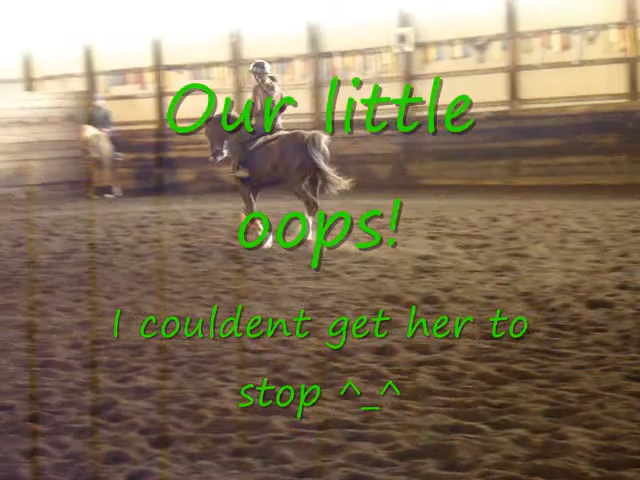 Our little
oops!
I couldent get her to
stop ^_^